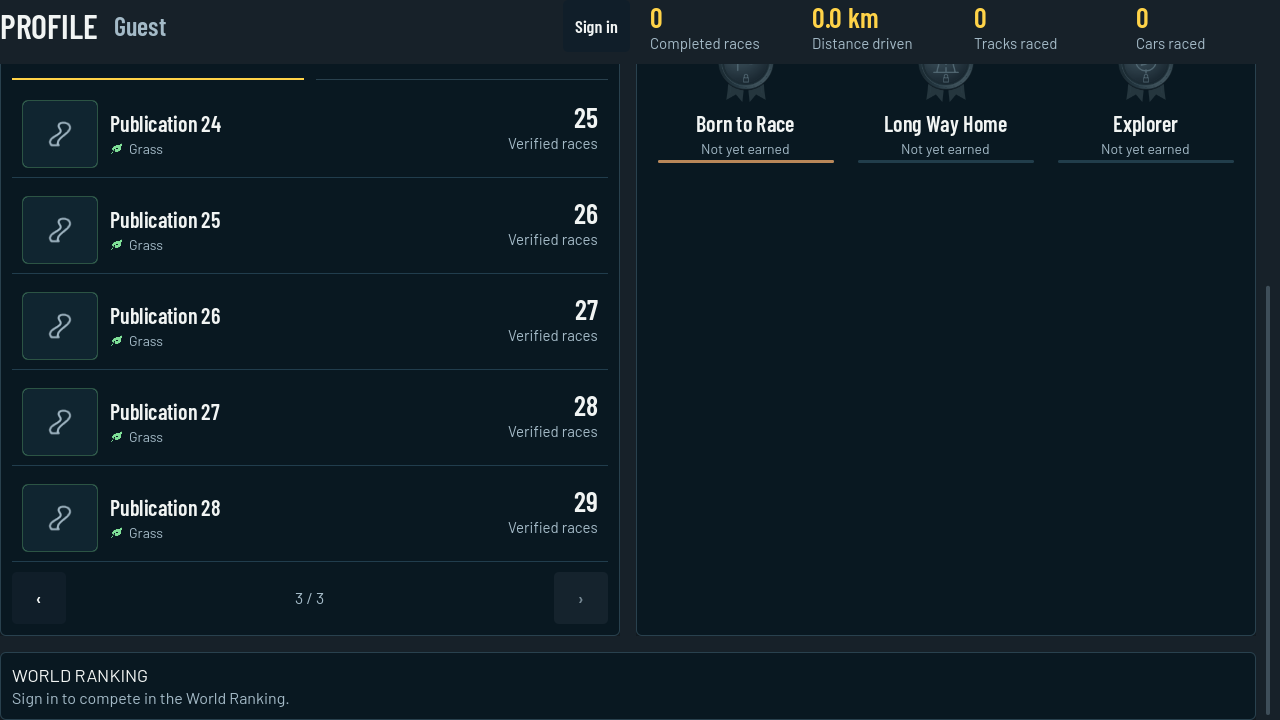 PROFILE Guest
Sign in
0
Completed races
0.0 km
Distance driven
0
Tracks raced
0
Cars raced
Publication 24
Grass
25
Verified races
Publication 25
Grass
26
Verified races
Publication 26
Grass
27
Verified races
Publication 27
Grass
28
Verified races
Publication 28
Grass
29
Verified races
‹
3 / 3
›
Born to Race
Not yet earned
Long Way Home
Not yet earned
Explorer
Not yet earned
WORLD RANKING
Sign in to compete in the World Ranking.